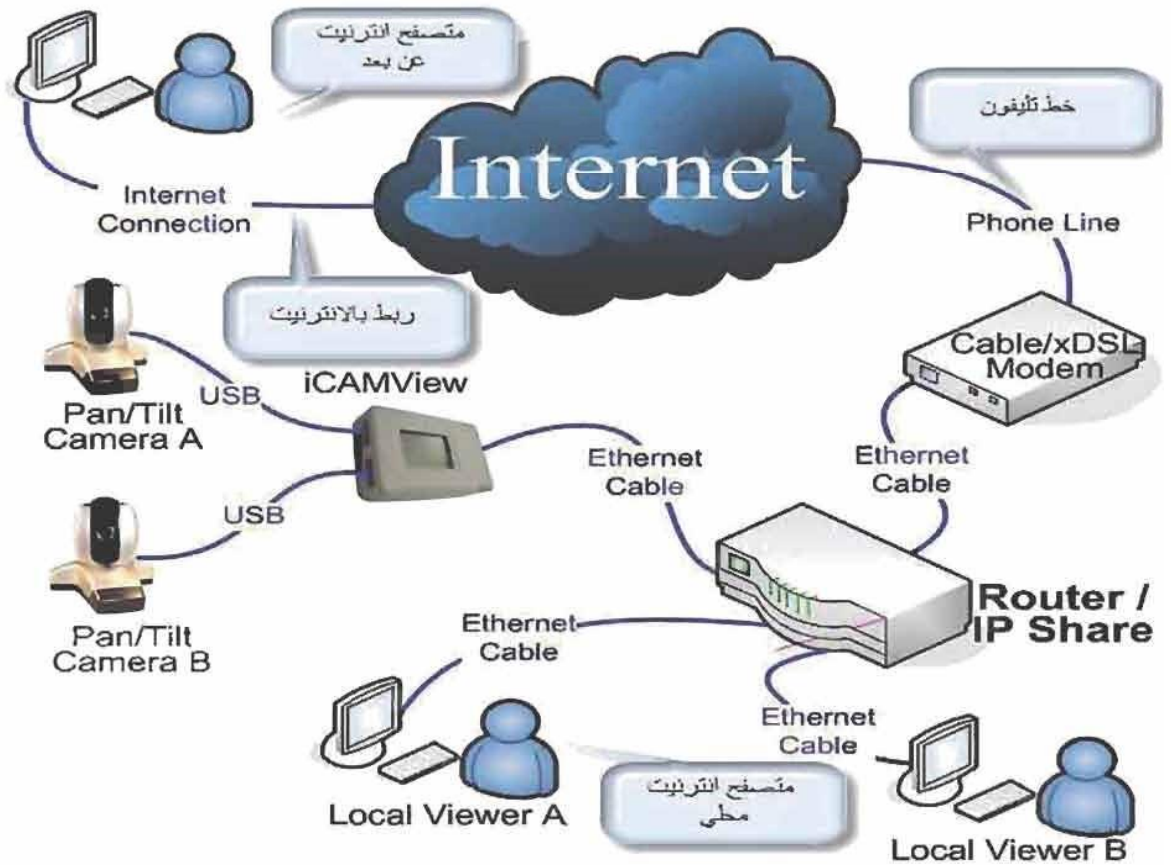 متصفح انترنيت
عن بعد
Internet
خط تليفون
Internet
Connection
Phone Line
ربط بالانترنيت
Cable/xDSL
Modem
iCAMView
USB
Pan/Tilt
Camera A
Ethernet
Cable
Ethernet
Cable
USB
Router /
IP Share
Pan/Tilt
Camera B
Ethernet
Cable
Ethernet
Cable
متصفح انترنيت
محلي
Local Viewer A
Local Viewer B